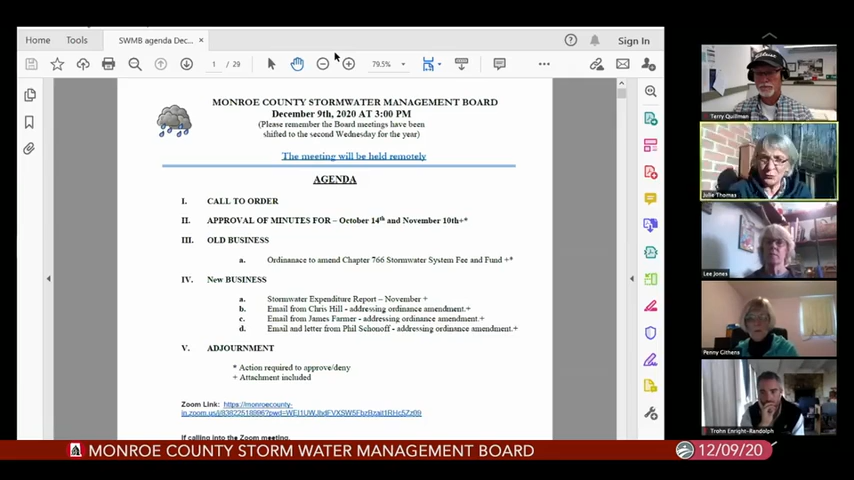 Home
Tools
SWMB agenda Dec...
×
Sign In
1 / 29
79.5%
MONROE COUNTY STORMWATER MANAGEMENT BOARD
December 9th, 2020 AT 3:00 PM
(Please remember the Board meetings have been
shifted to the second Wednesday for the year)
The meeting will be held remotely
AGENDA
I. CALL TO ORDER
II. APPROVAL OF MINUTES FOR – October 14th and November 10th+*
III. OLD BUSINESS
a. Ordinanace to amend Chapter 766 Stormwater System Fee and Fund +*
IV. New BUSINESS
a. Stormwater Expenditure Report – November +
b. Email from Chris Hill - addressing ordinance amendment.+
c. Email from James Farmer - addressing ordinance amendment.+
d. Email and letter from Phil Schonoff - addressing ordinance amendment.+
V. ADJOURNMENT
* Action required to approve/deny
+ Attachment included
Zoom Link: https://monroecounty-
If calling into the Zoom meeting,
Terry Quillman
Julie Thomas
Lee Jones
Penny Githens
Trohn Enright-Randolph
MONROE COUNTY STORM WATER MANAGEMENT BOARD
12/09/20